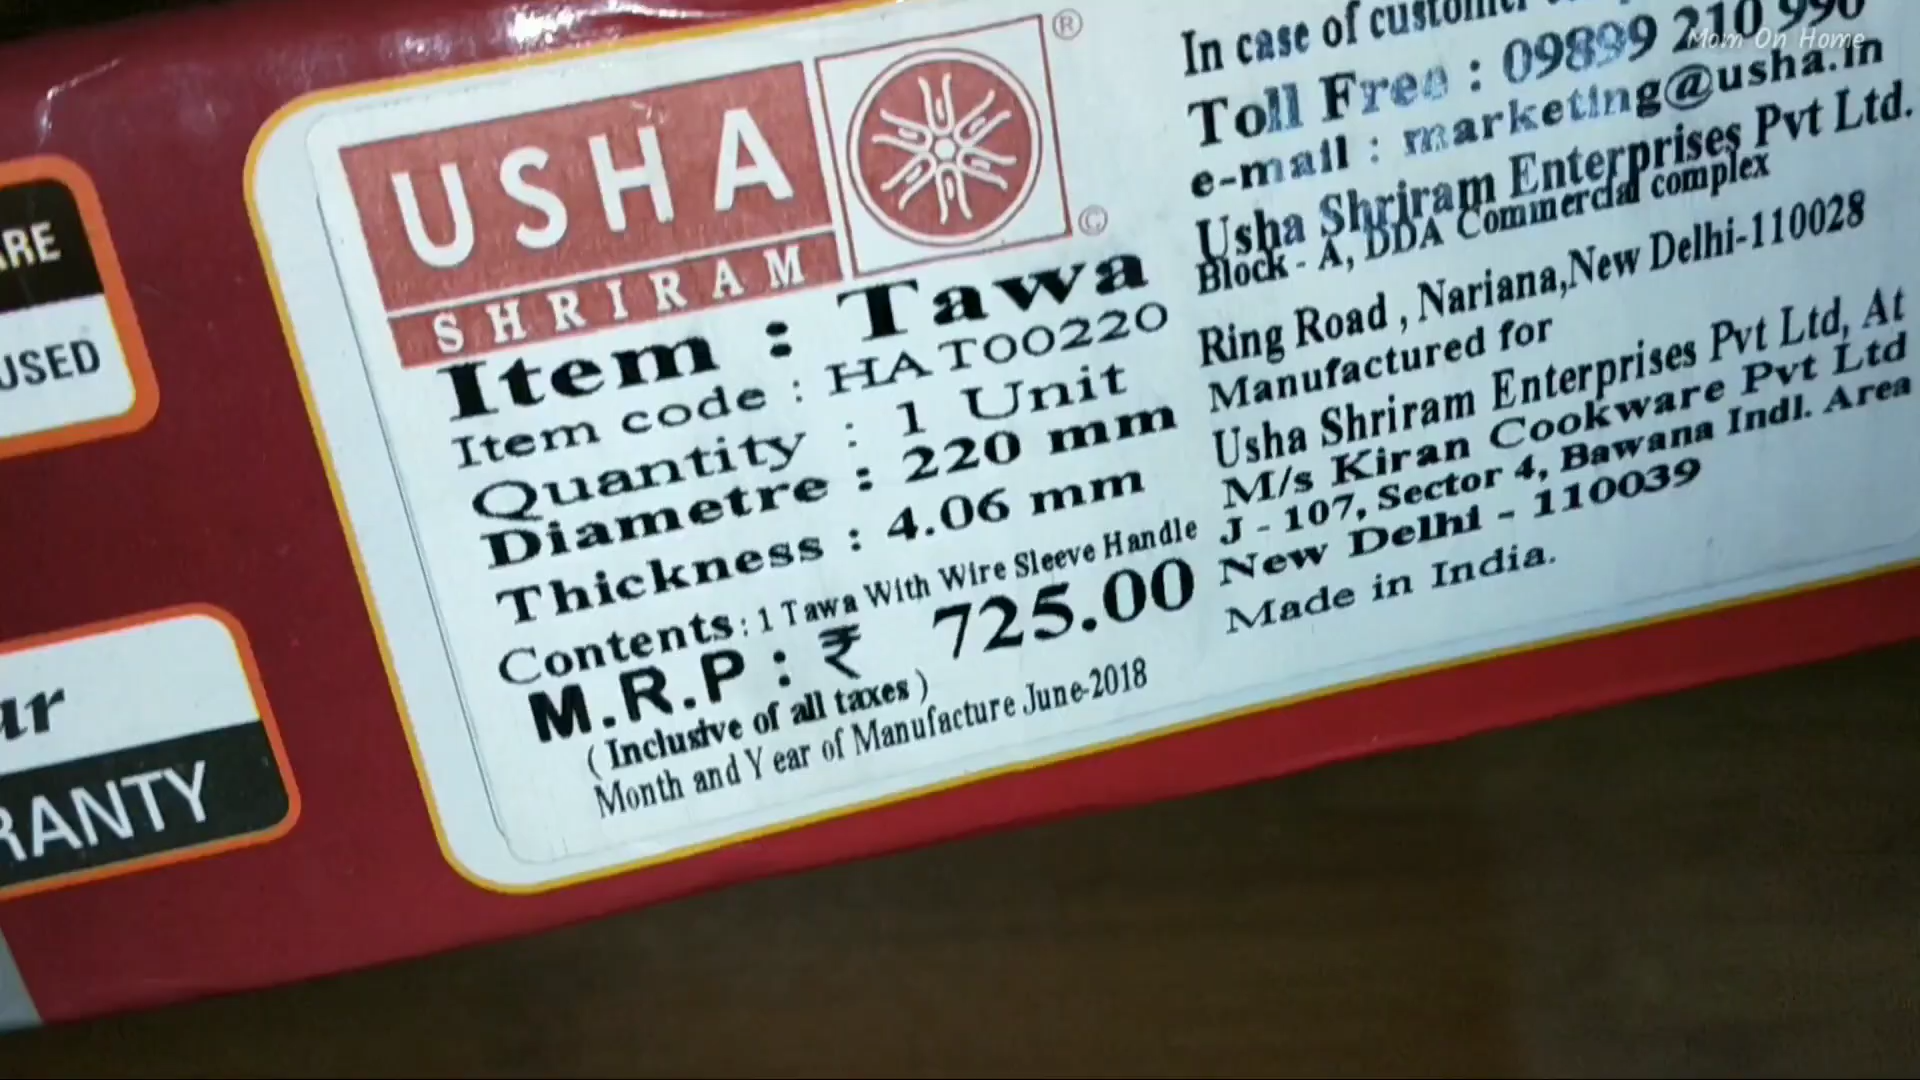 ARE
USED
ur
RANTY
USHA
SHRIRAM
®
©
Item : Tawa
Item code : HAT00220
Quantity : 1 Unit
Diametre : 220 mm
Thickness : 4.06 mm
Contents : 1 Tawa With Wire Sleeve Handle
M.R.P : ₹ 725.00
( Inclusive of all taxes )
Month and Year of Manufacture June-2018
In case of customer
Toll Free : 09899 210 990
e-mail : marketing@usha.in
Usha Shriram Enterprises Pvt Ltd.
Block - A, DDA Commercial complex
Ring Road , Nariana,New Delhi-110028
Manufactured for
Usha Shriram Enterprises Pvt Ltd, At
M/s Kiran Cookware Pvt Ltd
J - 107, Sector 4, Bawana Indl. Area
New Delhi - 110039
Made in India.
Mom On Home